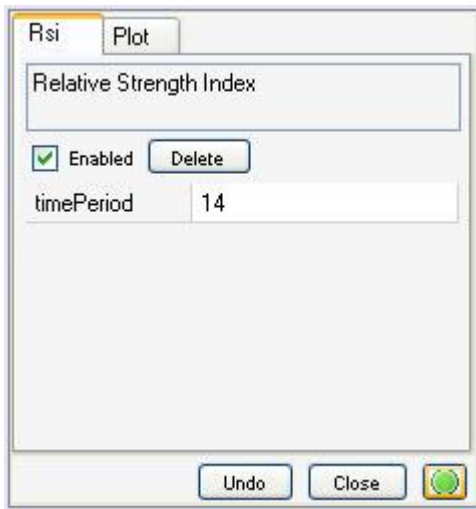 Rsi Plot
Relative Strength Index
Enabled Delete
timePeriod 14
Undo Close